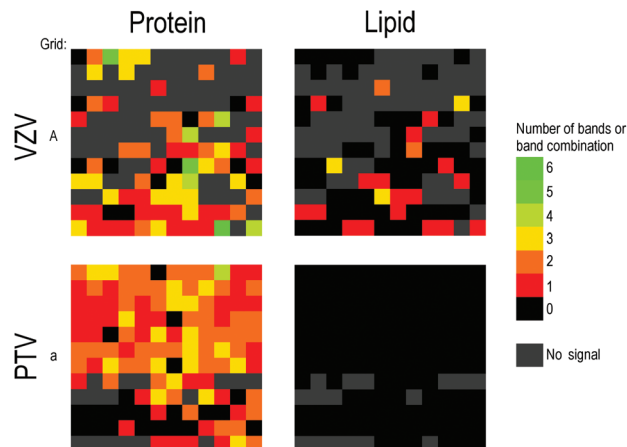 Protein
Lipid
Grid:
VZV
A
PTV
a
Number of bands or
band combination
6
5
4
3
2
1
0
No signal